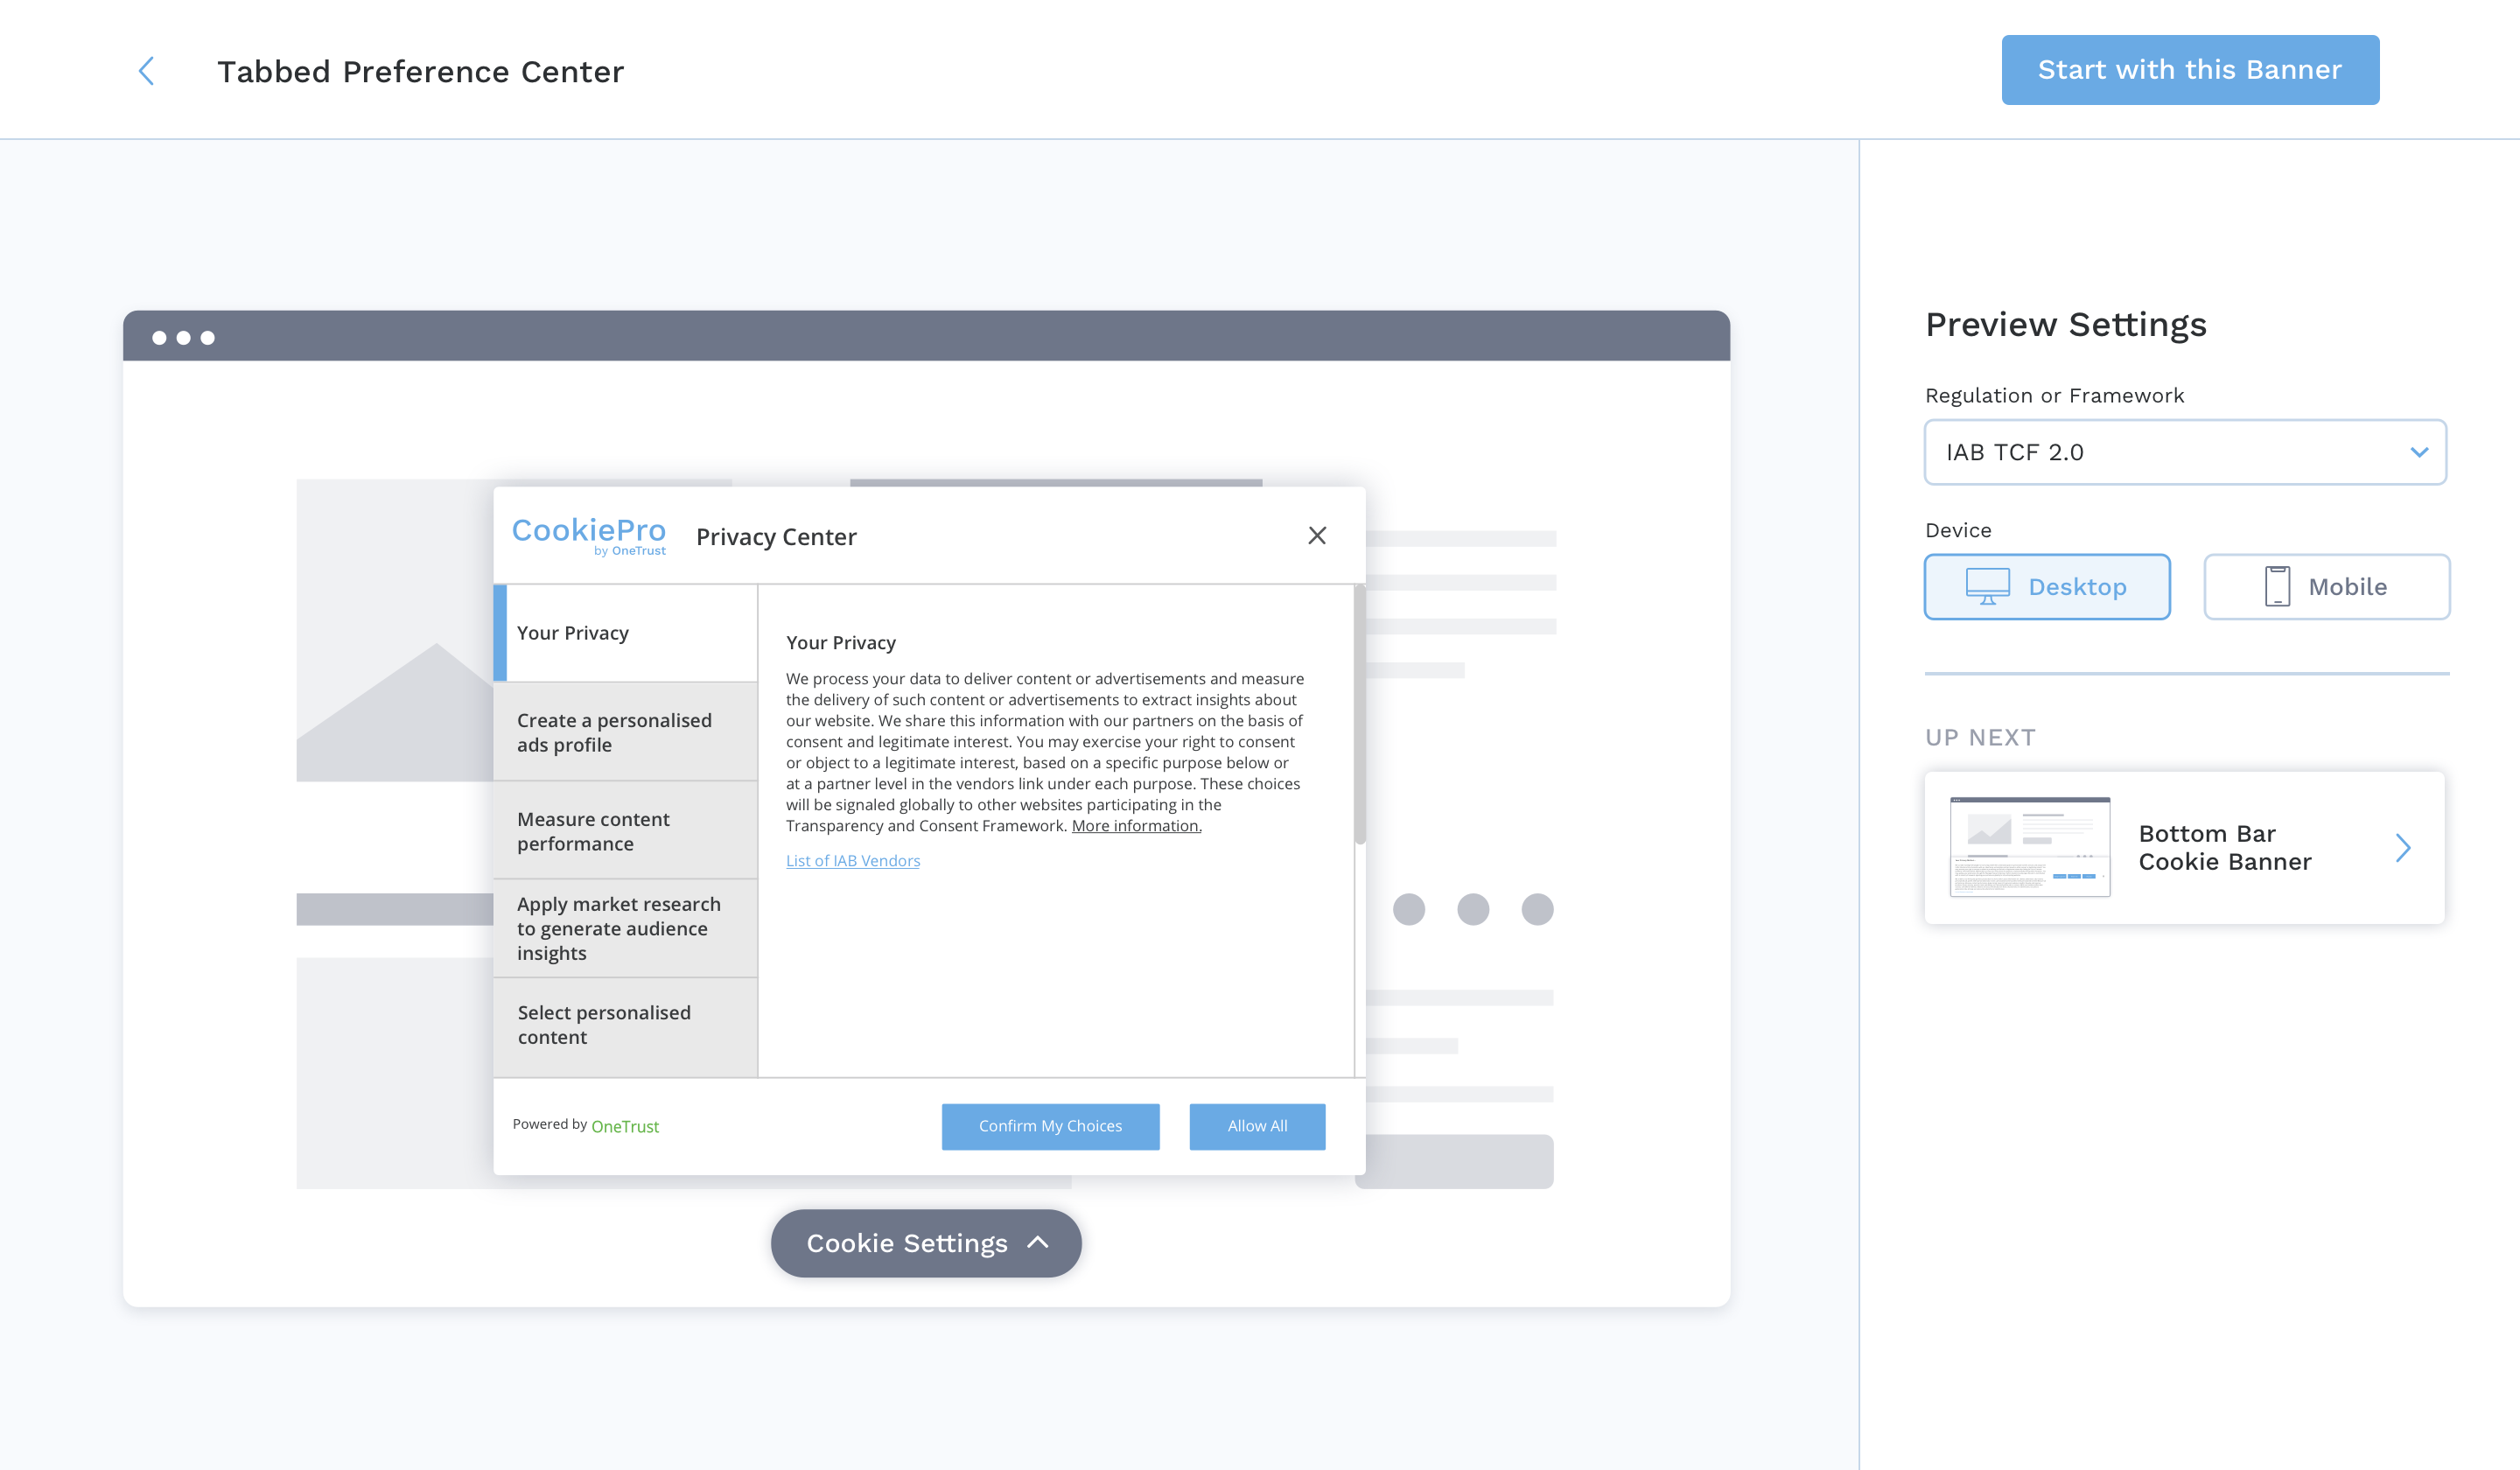 Tabbed Preference Center
Start with this Banner
CookiePro
by OneTrust
Privacy Center
Your Privacy
Create a personalised
ads profile
Measure content
performance
Apply market research
to generate audience
insights
Select personalised
content
Your Privacy
We process your data to deliver content or advertisements and measure
the delivery of such content or advertisements to extract insights about
our website. We share this information with our partners on the basis of
consent and legitimate interest. You may exercise your right to consent
or object to a legitimate interest, based on a specific purpose below or
at a partner level in the vendors link under each purpose. These choices
will be signaled globally to other websites participating in the
Transparency and Consent Framework. More information.
List of IAB Vendors
Powered by OneTrust
Confirm My Choices
Allow All
Cookie Settings
Preview Settings
Regulation or Framework
IAB TCF 2.0
Device
Desktop
Mobile
UP NEXT
Bottom Bar
Cookie Banner